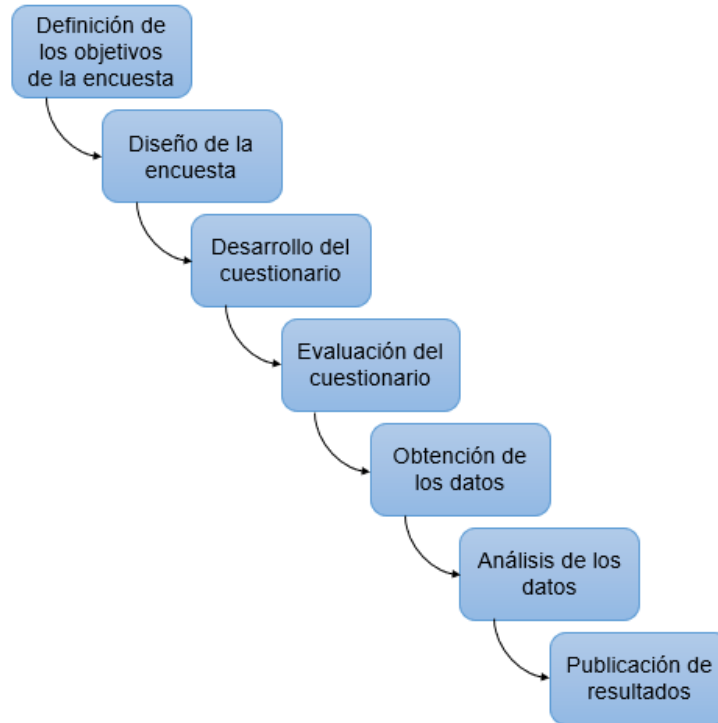 Definición de
los objetivos
de la encuesta
Diseño de la
encuesta
Desarrollo del
cuestionario
Evaluación del
cuestionario
Obtención de
los datos
Análisis de los
datos
Publicación de
resultados